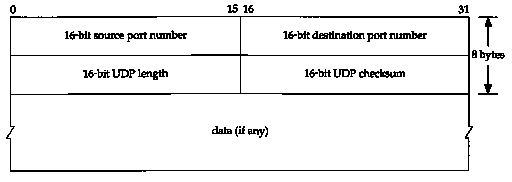 0 15 16 31
16-bit source port number 16-bit destination port number
8 bytes
16-bit UDP length 16-bit UDP checksum
data (if any)